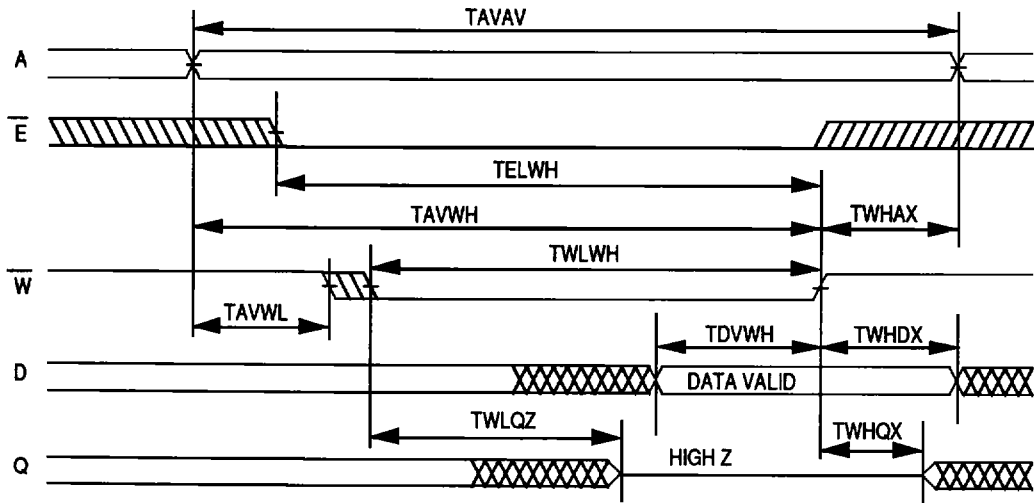 TAVAV
A
E
TELWH
TAVWH
TWHAX
TWLWH
W
TAVWL
TDVWH
TWHDX
D
DATA VALID
TWLQZ
TWHQX
Q
HIGH Z